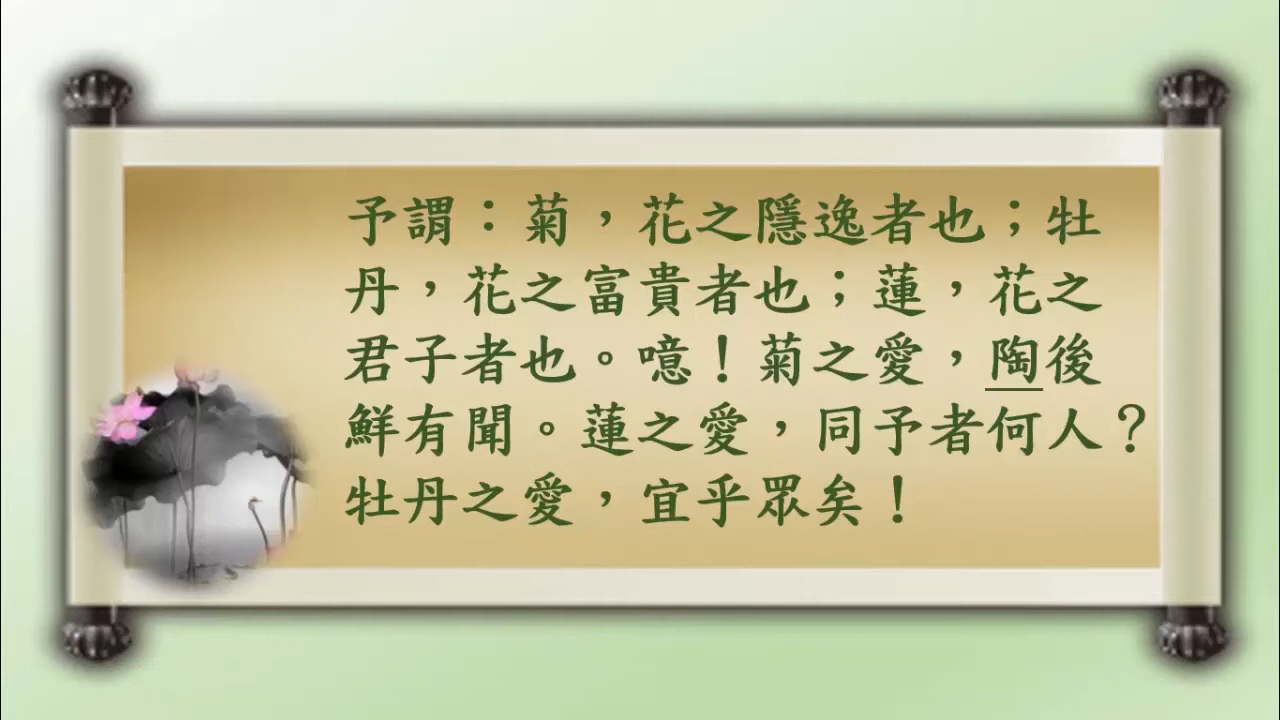 予謂：菊，花之隱逸者也；牡
丹，花之富貴者也；蓮，花之
君子者也。噫！菊之愛，陶後
鮮有聞。蓮之愛，同予者何人？
牡丹之愛，宜乎眾矣！